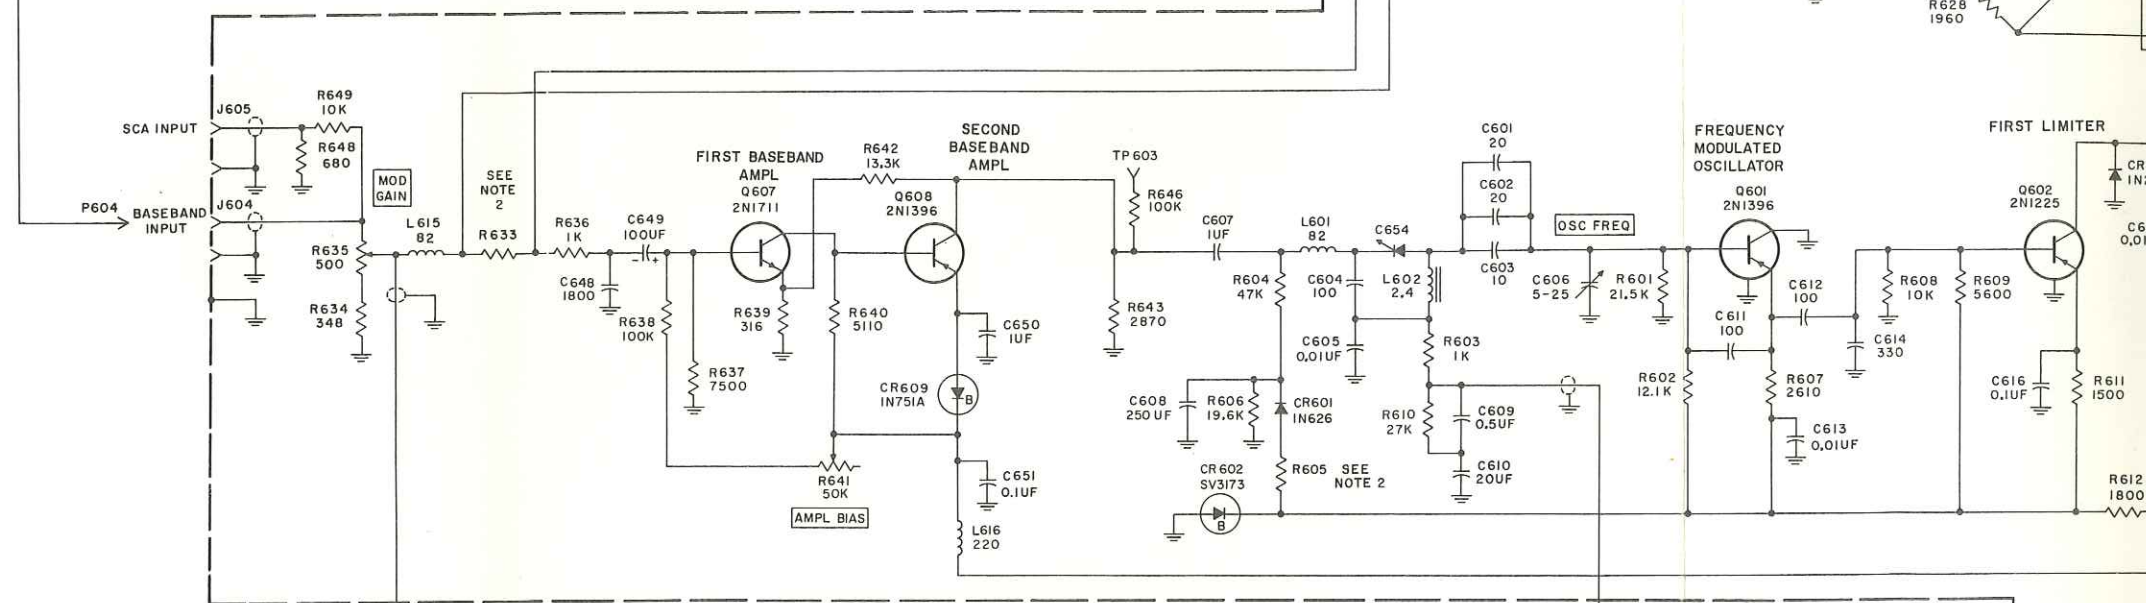 R628
1960
J605
R649
10K
SCA INPUT
R648
680
P604
BASEBAND
INPUT
J604
MOD
GAIN
R635
500
R634
348
L615
82
SEE
NOTE
2
R633
R636
1K
C649
100UF
- +
C648
1800
R638
100K
FIRST BASEBAND
AMPL
Q607
2N1711
R642
13.3K
SECOND
BASEBAND
AMPL
Q608
2N1396
R639
316
R640
5110
R637
7500
C650
1UF
CR609
1N751A
B
R641
50K
AMPL BIAS
C651
0.1UF
L616
220
TP603
R646
100K
R643
2870
C607
1UF
L601
82
C654
R604
47K
C604
100
L602
2.4
C605
0.01UF
C601
20
C602
20
C603
10
OSC FREQ
C606
5-25
R601
21.5K
R603
1K
C608
250 UF
R606
19.6K
CR601
1N626
R610
27K
C609
0.5UF
CR602
SV3173
B
R605
SEE
NOTE 2
C610
20UF
FREQUENCY
MODULATED
OSCILLATOR
Q601
2N1396
C612
100
C611
100
R602
12.1K
R607
2610
C613
0.01UF
C614
330
R608
10K
R609
5600
FIRST LIMITER
Q602
2N1225
CR
C616
0.1UF
R611
1500
R612
1800